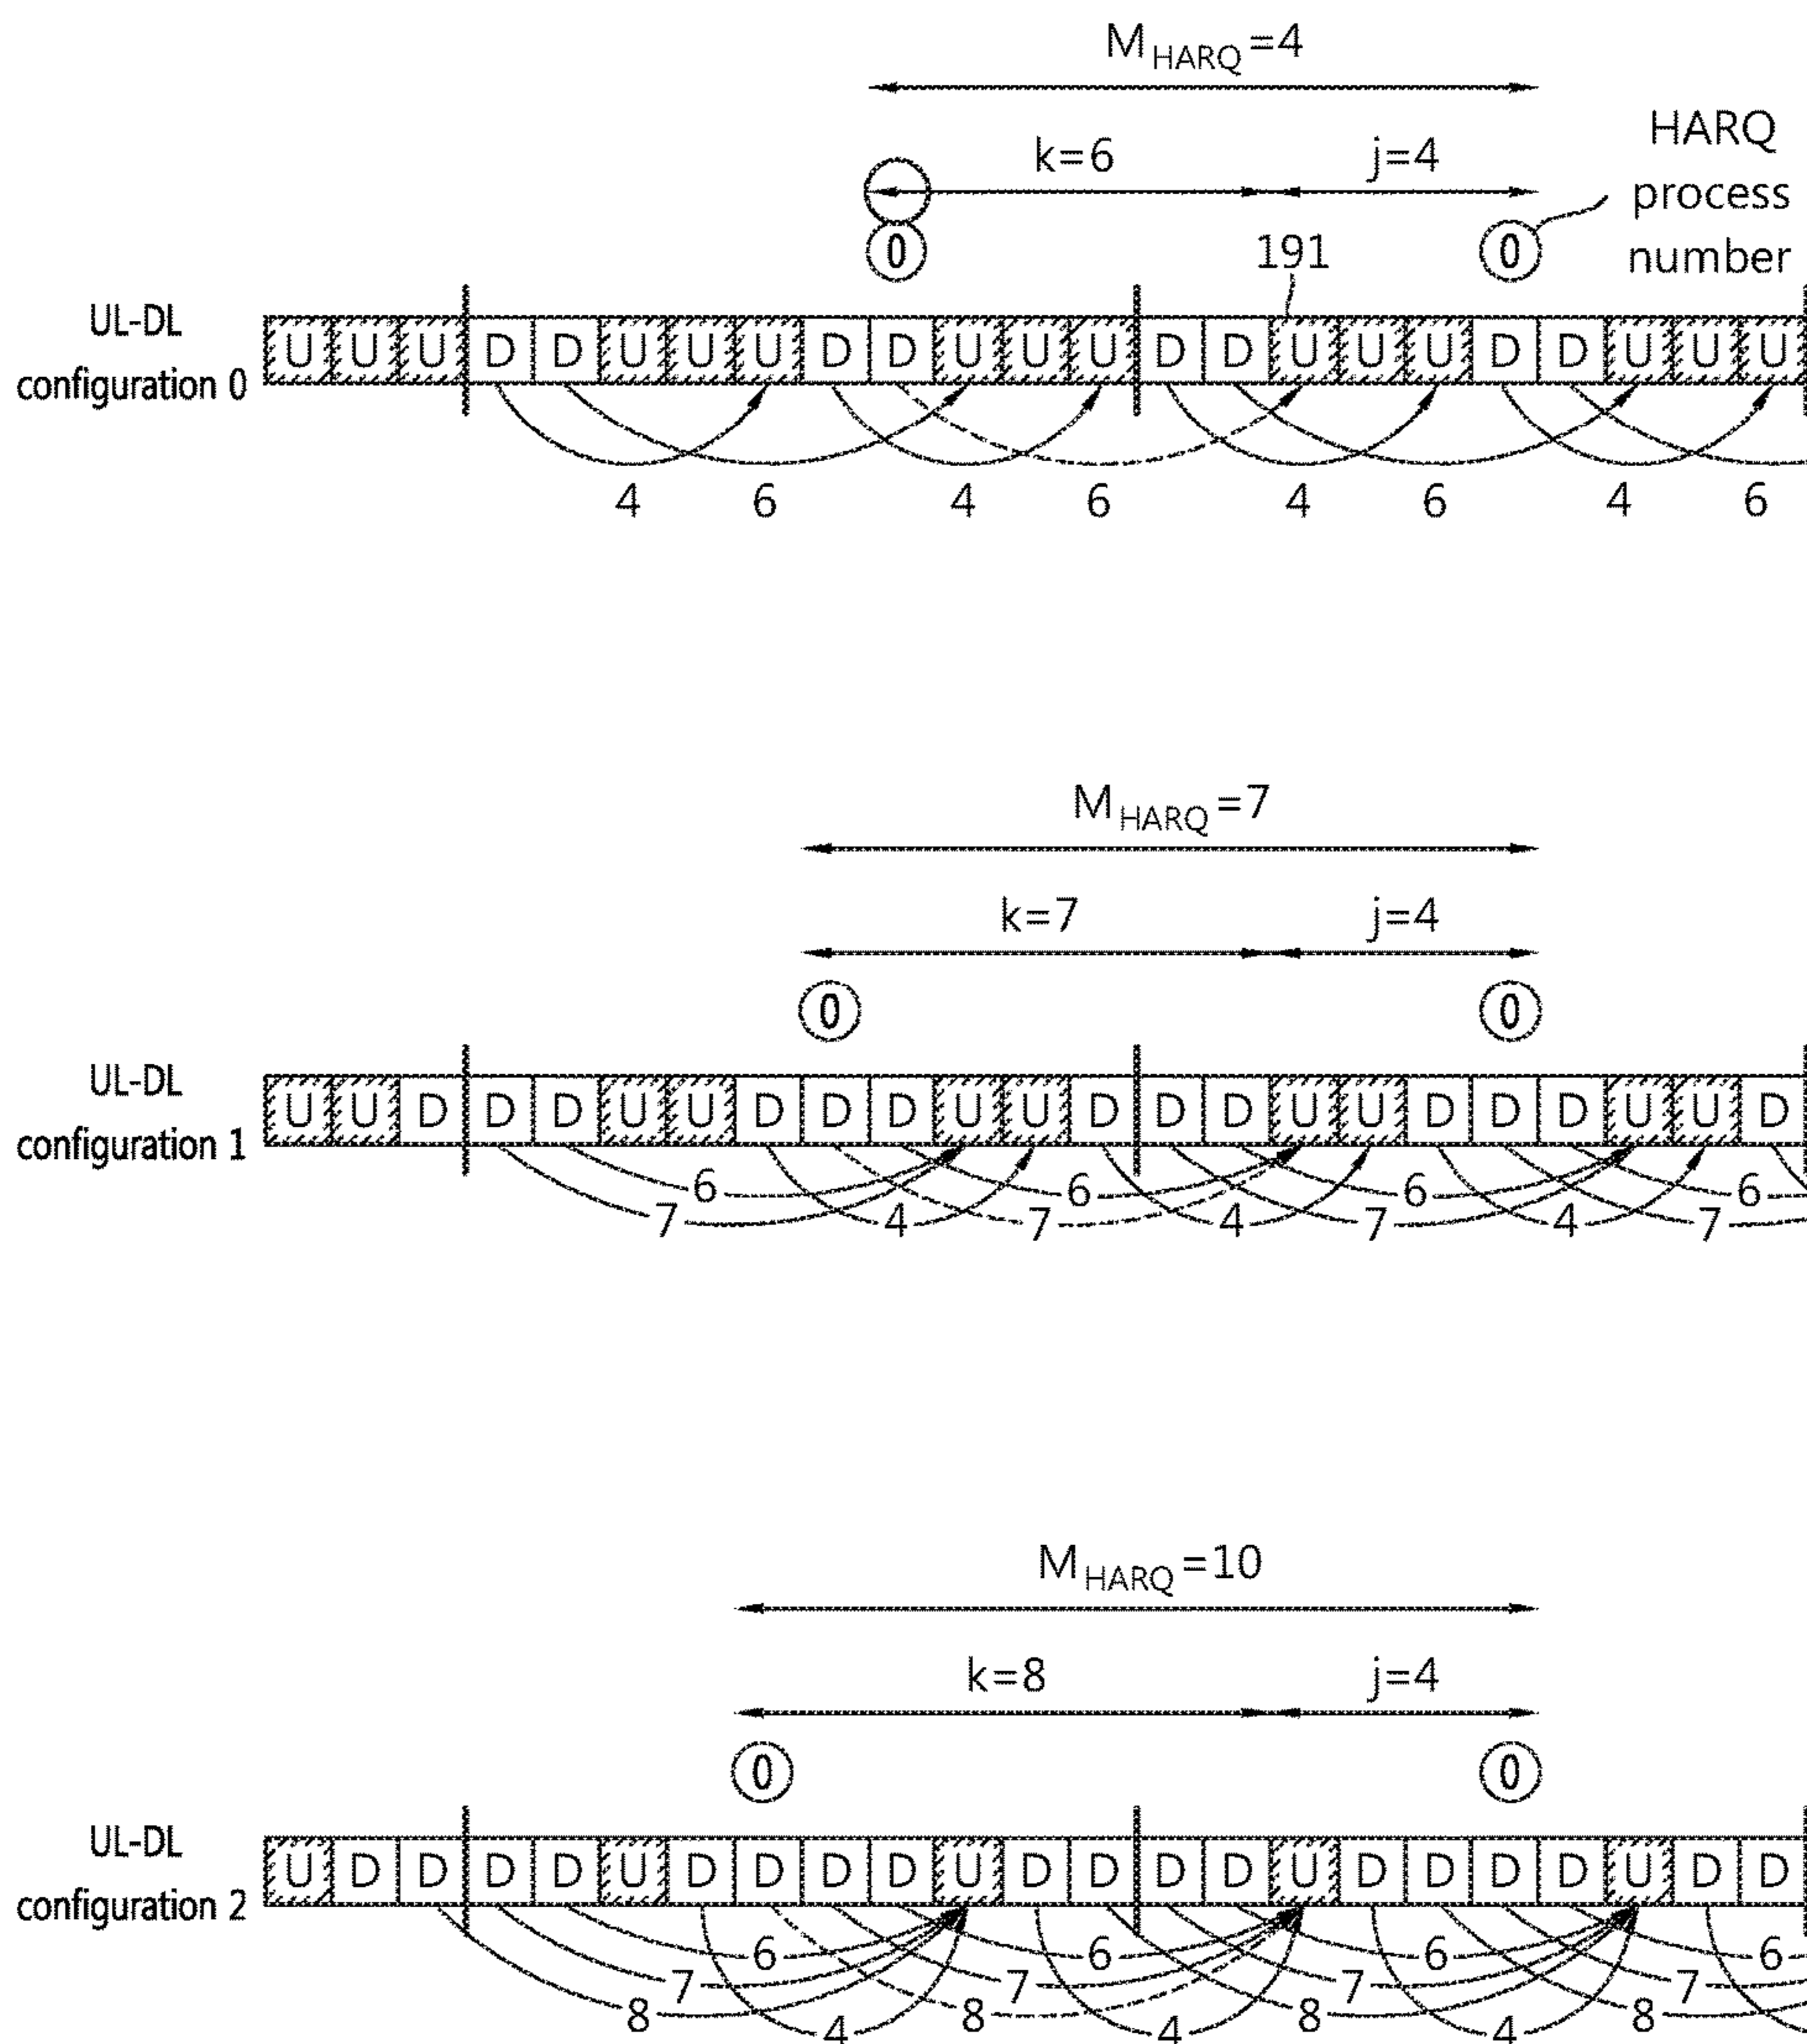 M HARQ =4
HARQ
k=6 j=4
process
0 0
191
number
UL-DL
configuration 0
U U U D D U U U D D U U U D D U U U D D U U U
4 6 4 6 4 6 4 6
M HARQ =7
k=7 j=4
0 0
UL-DL
configuration 1
U U D D D U U D D D U U D D D U U D D D U U D
6 6 6 6
7 4 7 4 7 4 7
M HARQ =10
k=8 j=4
0 0
UL-DL
configuration 2
U D D D D U D D D D U D D D D U D D D D U D D
6 6 6 6
7 7 7 7
8 8 8 8
4 4 4